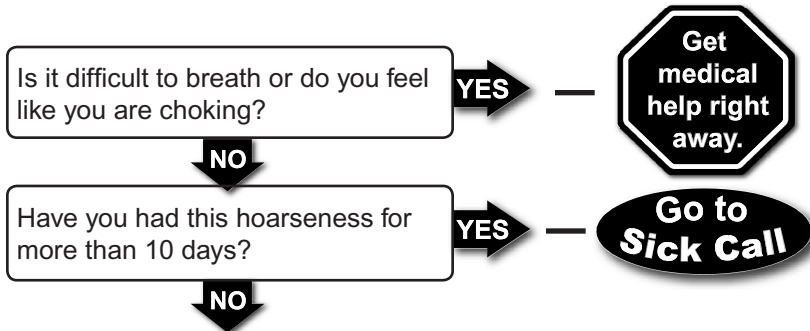 Is it difficult to breath or do you feel
like you are choking?
YES
Get
medical
help right
away.
NO
Have you had this hoarseness for
more than 10 days?
YES
Go to
Sick Call
NO